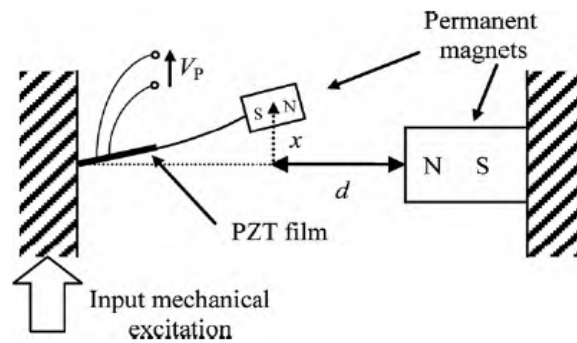 Permanent
magnets
V_P
S N
x
N S
d
PZT film
Input mechanical
excitation